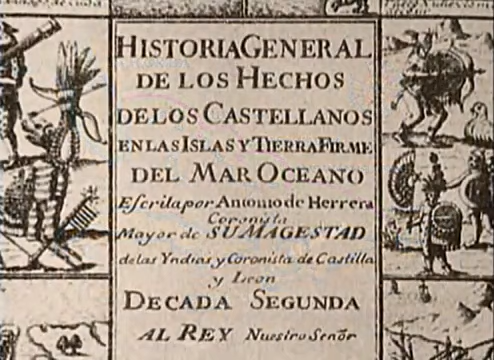 HISTORIA GENERAL
DE LOS HECHOS
DE LOS CASTELLANOS
EN LAS ISLAS Y TIERRA FIRME
DEL MAR OCEANO
Escrita por Antonio de Herrera
Coronista
Mayor de SU MAGESTAD
de las Yndias y Coronista de Castilla
y Leon
DECADA SEGUNDA
AL REY Nuestro Señor